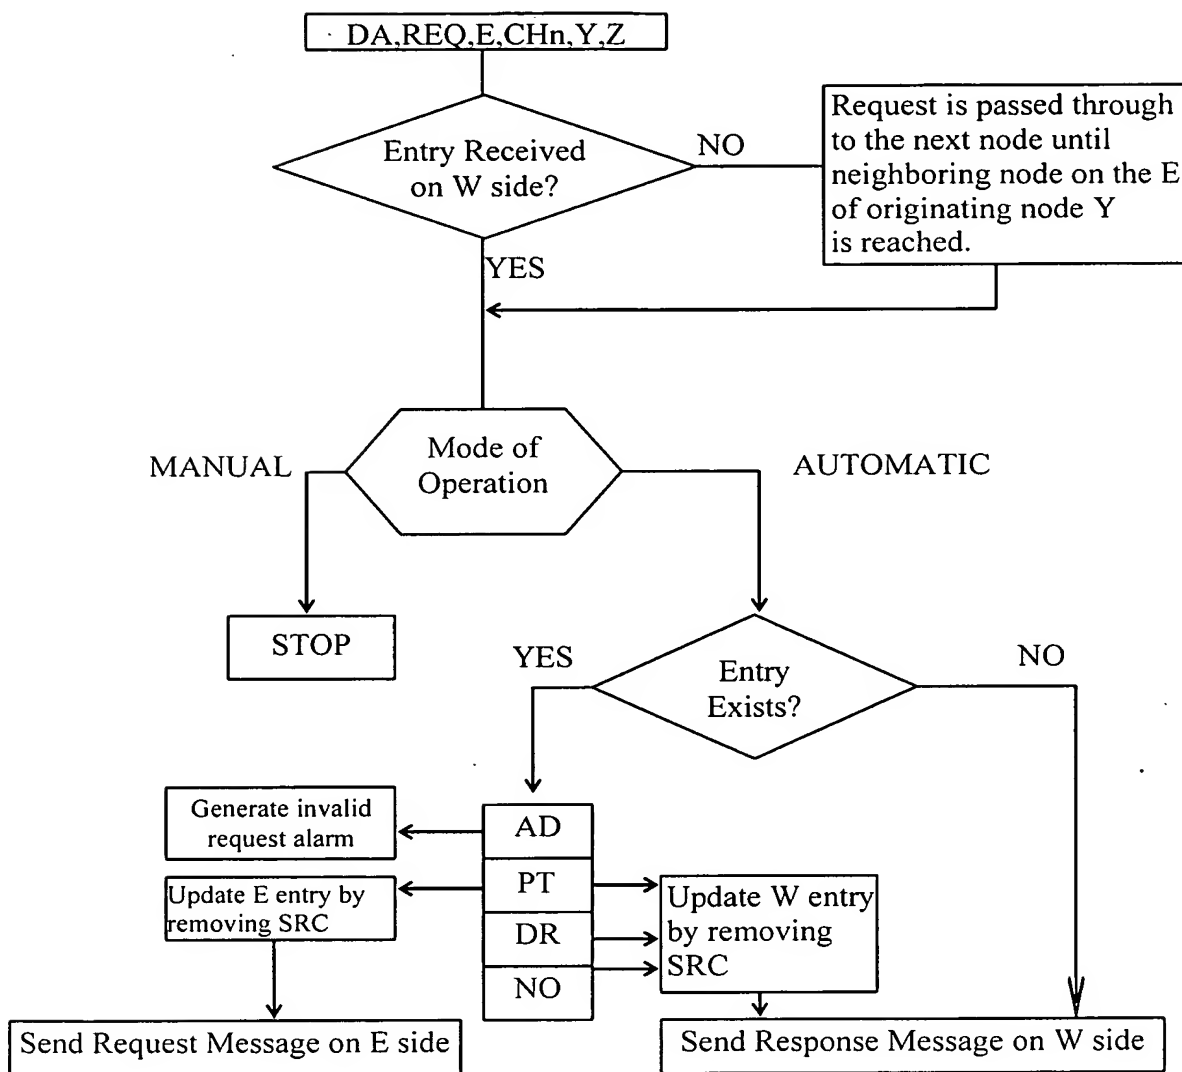 DA,REQ,E,CHn,Y,Z
Entry Received
on W side?
NO
Request is passed through
to the next node until
neighboring node on the E
of originating node Y
is reached.
YES
Mode of
Operation
MANUAL
AUTOMATIC
STOP
YES
Entry
Exists?
NO
Generate invalid
request alarm
AD
Update E entry by
removing SRC
PT
Update W entry
by removing
SRC
DR
NO
Send Request Message on E side
Send Response Message on W side